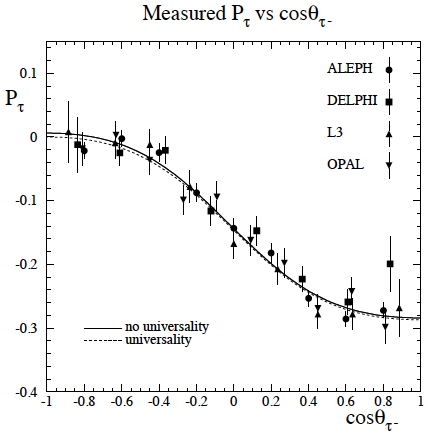 Measured Pτ vs cosθτ-
Pτ
0.1
0
-0.1
-0.2
-0.3
-0.4
ALEPH
DELPHI
L3
OPAL
no universality
universality
-1 -0.8 -0.6 -0.4 -0.2 0 0.2 0.4 0.6 0.8 1
cosθτ-